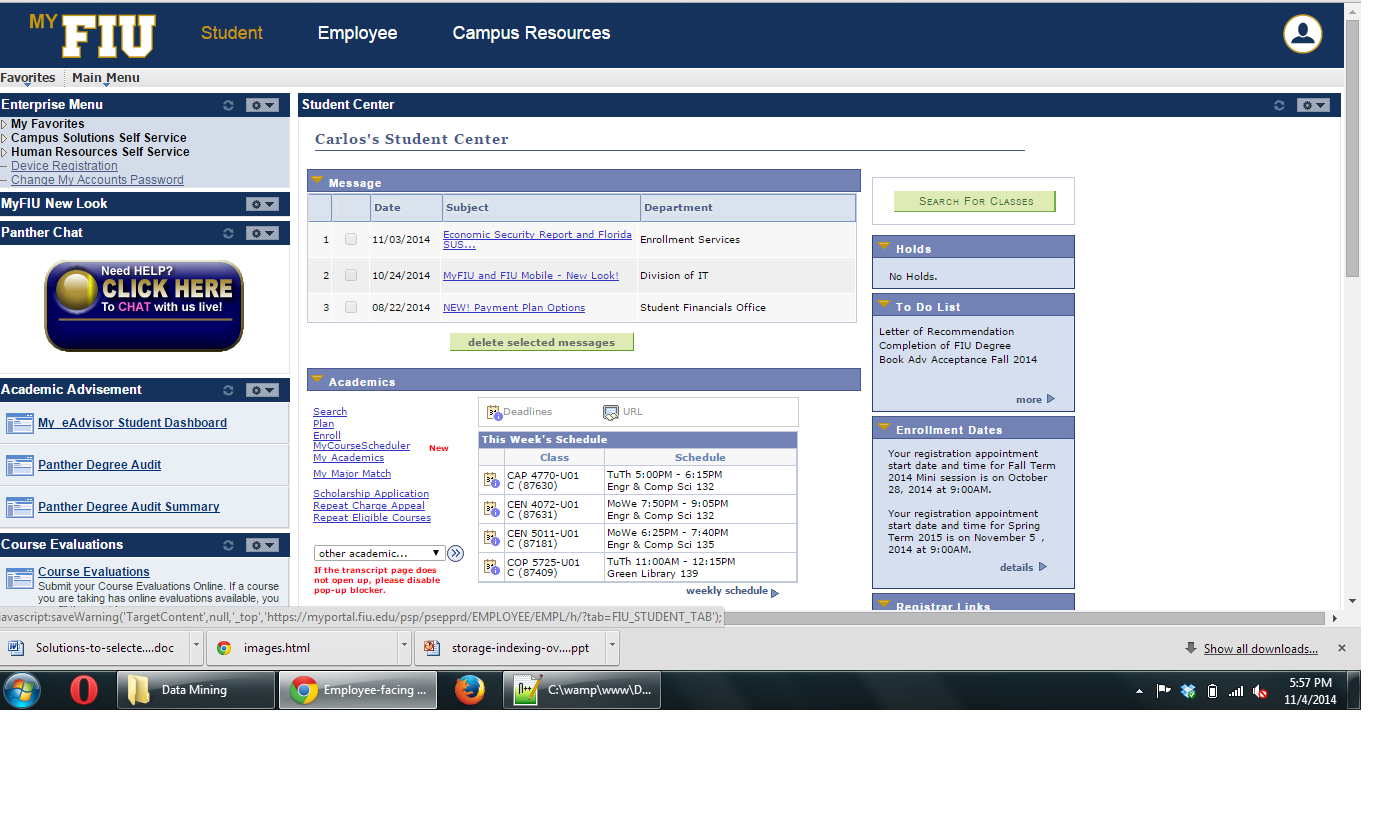 MY FIU
Student Employee Campus Resources
Favorites Main Menu
Enterprise Menu
My Favorites
Campus Solutions Self Service
Human Resources Self Service
Device Registration
Change My Accounts Password
MyFIU New Look
Panther Chat
Need HELP?
CLICK HERE
To CHAT with us live!
Academic Advisement
My_eAdvisor Student Dashboard
Panther Degree Audit
Panther Degree Audit Summary
Course Evaluations
Course Evaluations
Submit your Course Evaluations Online. If a course
you are taking has online evaluations available, you
Student Center
Carlos's Student Center
Message
Date Subject Department
1 11/03/2014 Economic Security Report and Florida
SUS... Enrollment Services
2 10/24/2014 MyFIU and FIU Mobile - New Look! Division of IT
3 08/22/2014 NEW! Payment Plan Options Student Financials Office
delete selected messages
Academics
Search
Plan
Enroll
MyCourseScheduler New
My Academics
My Major Match
Scholarship Application
Repeat Charge Appeal
Repeat Eligible Courses
other academic...
If the transcript page does
not open up, please disable
pop-up blocker.
Deadlines URL
This Week's Schedule
Class Schedule
CAP 4770-U01 TuTh 5:00PM - 6:15PM
C (87630) Engr & Comp Sci 132
CEN 4072-U01 MoWe 7:50PM - 9:05PM
C (87631) Engr & Comp Sci 132
CEN 5011-U01 MoWe 6:25PM - 7:40PM
C (87181) Engr & Comp Sci 135
COP 5725-U01 TuTh 11:00AM - 12:15PM
C (87409) Green Library 139
weekly schedule
Search For Classes
Holds
No Holds.
To Do List
Letter of Recommendation
Completion of FIU Degree
Book Adv Acceptance Fall 2014
more
Enrollment Dates
Your registration appointment
start date and time for Fall Term
2014 Mini session is on October
28, 2014 at 9:00AM.
Your registration appointment
start date and time for Spring
Term 2015 is on November 5 ,
2014 at 9:00AM.
details
Registrar Links
avascript:saveWarning('TargetContent',null,'_top','https://myportal.fiu.edu/psp/psepprd/EMPLOYEE/EMPL/h/?tab=FIU_STUDENT_TAB');
Solutions-to-selecte....doc images.html storage-indexing-ov....ppt Show all downloads...
Data Mining Employee-facing ... C:\wamp\www\D...
5:57 PM
11/4/2014